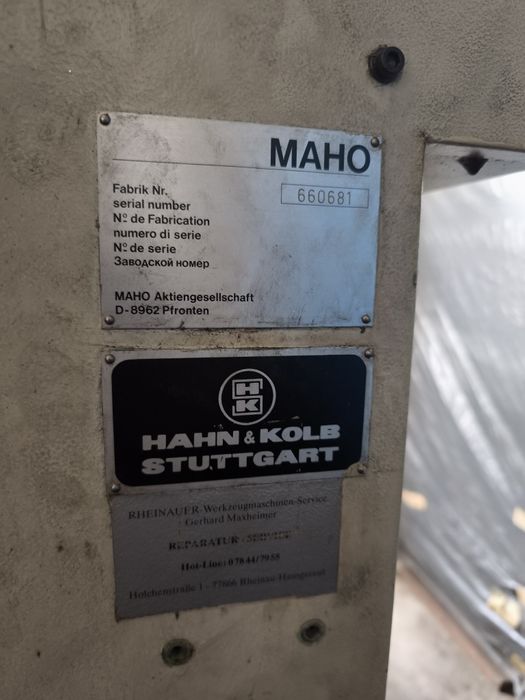 MAHO
Fabrik Nr.
serial number 660681
Nº de Fabrication
numero di serie
Nº de serie
Заводской номер
MAHO Aktiengesellschaft
D-8962 Pfronten
HK
HAHN & KOLB
STUTTGART
RHEINAUER-Werkzeugmaschinen-Service
Gerhard Maxheimer
REPARATUR - SERVICE
Hot-Line: 07844/7955
Holchenstraße 1 - 77866 Rheinau-